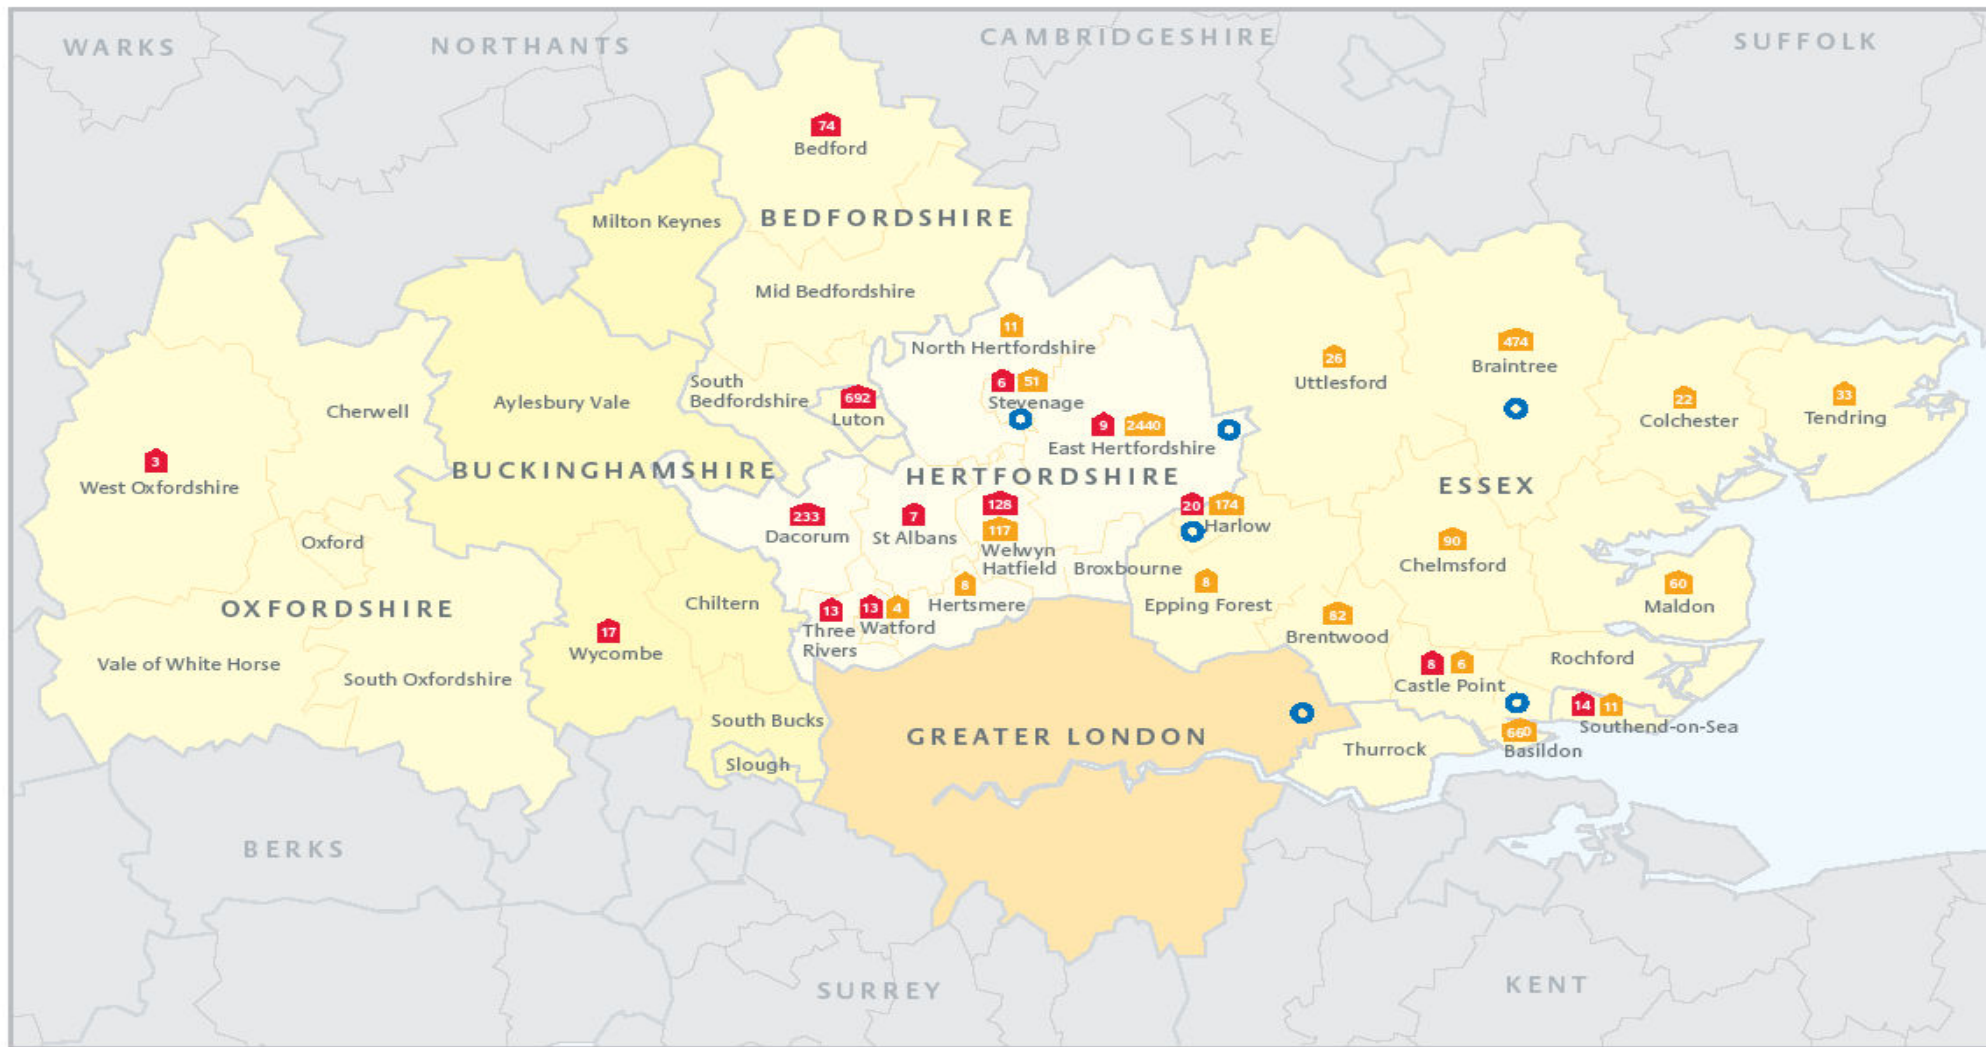 WARKS
NORTHANTS
CAMBRIDGESHIRE
SUFFOLK
74
Bedford
Milton Keynes
BEDFORDSHIRE
Mid Bedfordshire
11
North Hertfordshire
26
Uttlesford
474
Braintree
South
Bedfordshire
692
Luton
6 51
Stevenage
9 2440
East Hertfordshire
22
Colchester
33
Tendring
Cherwell
Aylesbury Vale
3
West Oxfordshire
BUCKINGHAMSHIRE
HERTFORDSHIRE
ESSEX
233
Dacorum
7
St Albans
128
117
Welwyn
Hatfield
Broxbourne
20 174
Harlow
90
Chelmsford
Oxford
OXFORDSHIRE
Chiltern
8
Hertsmere
8
Epping Forest
60
Maldon
13
Three
Rivers
13 4
Watford
82
Brentwood
17
Wycombe
Vale of White Horse
South Oxfordshire
8 6
Castle Point
Rochford
South Bucks
14 11
Southend-on-Sea
GREATER LONDON
660
Basildon
Thurrock
Slough
BERKS
SURREY
KENT